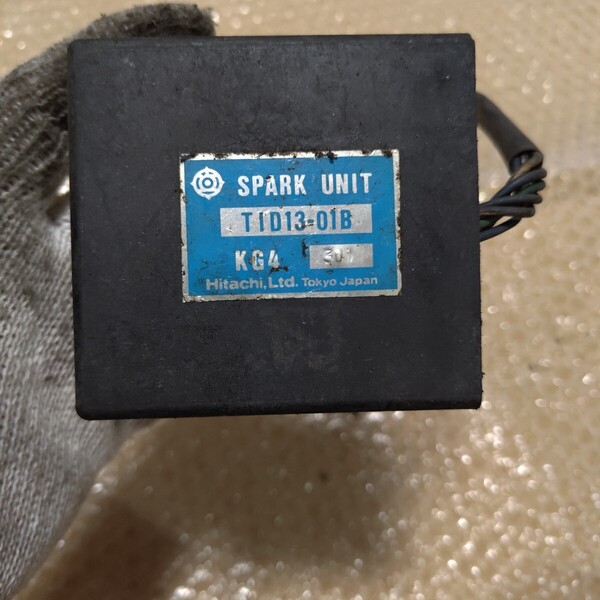 SPARK UNIT
TID13-01B
KG4
Hitachi, Ltd. Tokyo Japan